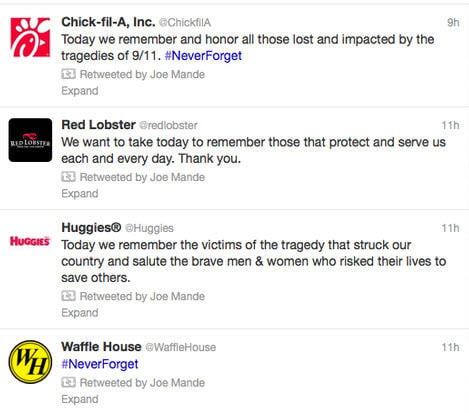 Chick-fil-A, Inc. @ChickfilA 9h
Today we remember and honor all those lost and impacted by the
tragedies of 9/11. #NeverForget
Retweeted by Joe Mande
Expand
RED LOBSTER
Red Lobster @redlobster 11h
We want to take today to remember those that protect and serve us
each and every day. Thank you.
Retweeted by Joe Mande
Expand
HUGGIES
Huggies® @Huggies 11h
Today we remember the victims of the tragedy that struck our
country and salute the brave men & women who risked their lives to
save others.
Retweeted by Joe Mande
Expand
WH
Waffle House @WaffleHouse 11h
#NeverForget
Retweeted by Joe Mande
Expand